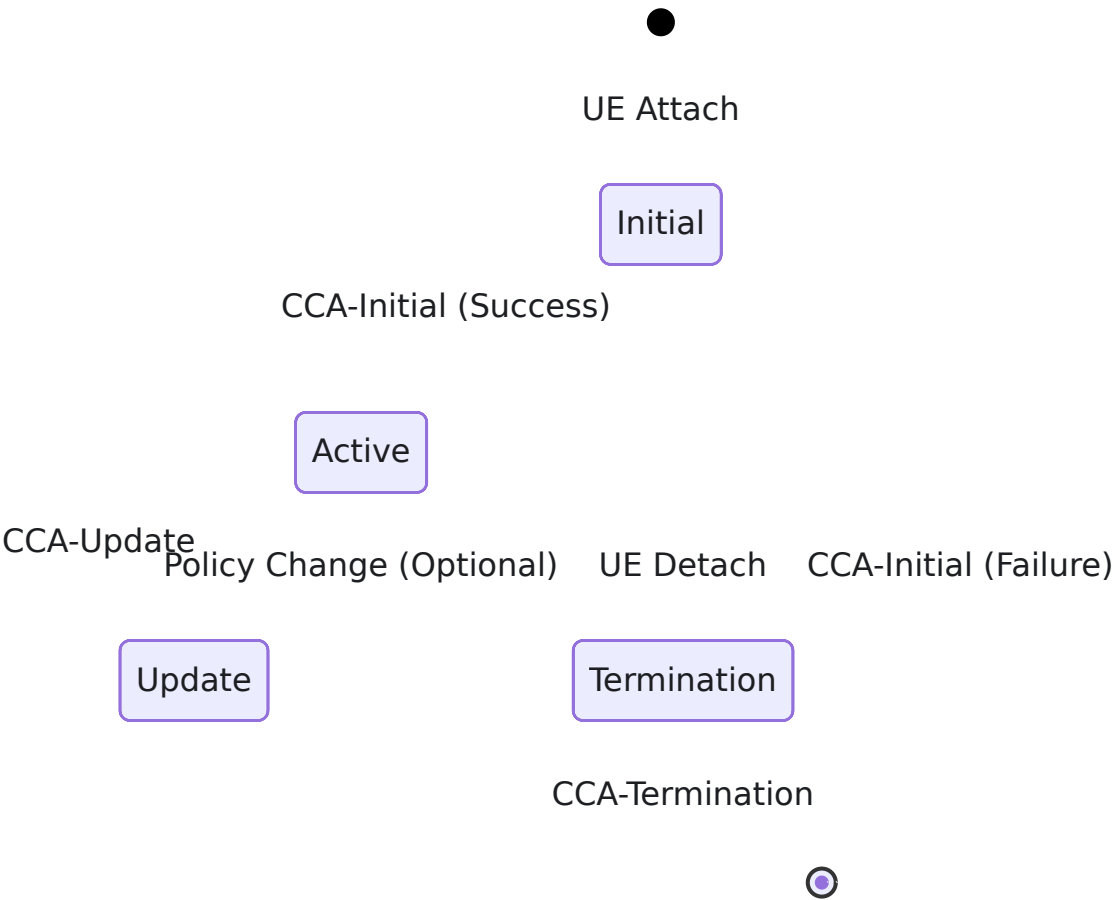 UE Attach
Initial
CCA-Initial (Success)
Active
CCA-Update
Policy Change (Optional)
UE Detach
CCA-Initial (Failure)
Update
Termination
CCA-Termination